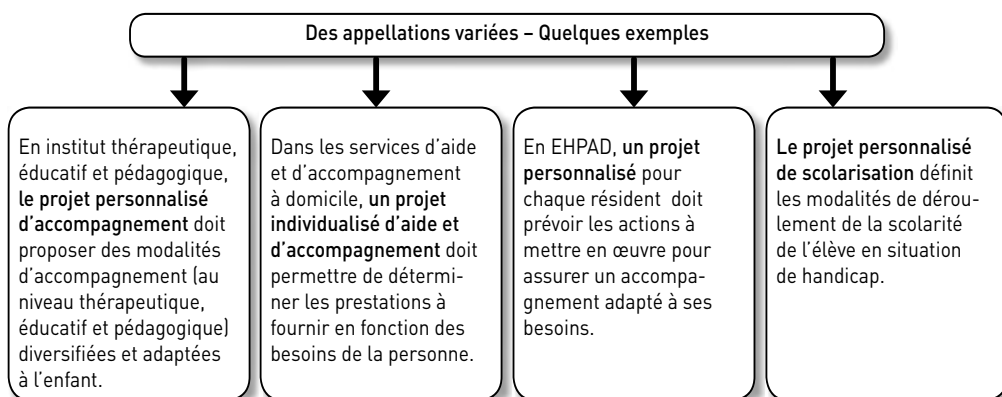 Des appellations variées – Quelques exemples
En institut thérapeutique,
éducatif et pédagogique,
le projet personnalisé
d'accompagnement doit
proposer des modalités
d'accompagnement (au
niveau thérapeutique,
éducatif et pédagogique)
diversifiées et adaptées
à l'enfant.
Dans les services d'aide
et d'accompagnement
à domicile, un projet
individualisé d'aide et
d'accompagnement doit
permettre de détermi-
ner les prestations à
fournir en fonction des
besoins de la personne.
En EHPAD, un projet
personnalisé pour
chaque résident doit
prévoir les actions à
mettre en œuvre pour
assurer un accompa-
gnement adapté à ses
besoins.
Le projet personnalisé
de scolarisation définit
les modalités de dérou-
lement de la scolarité
de l'élève en situation
de handicap.